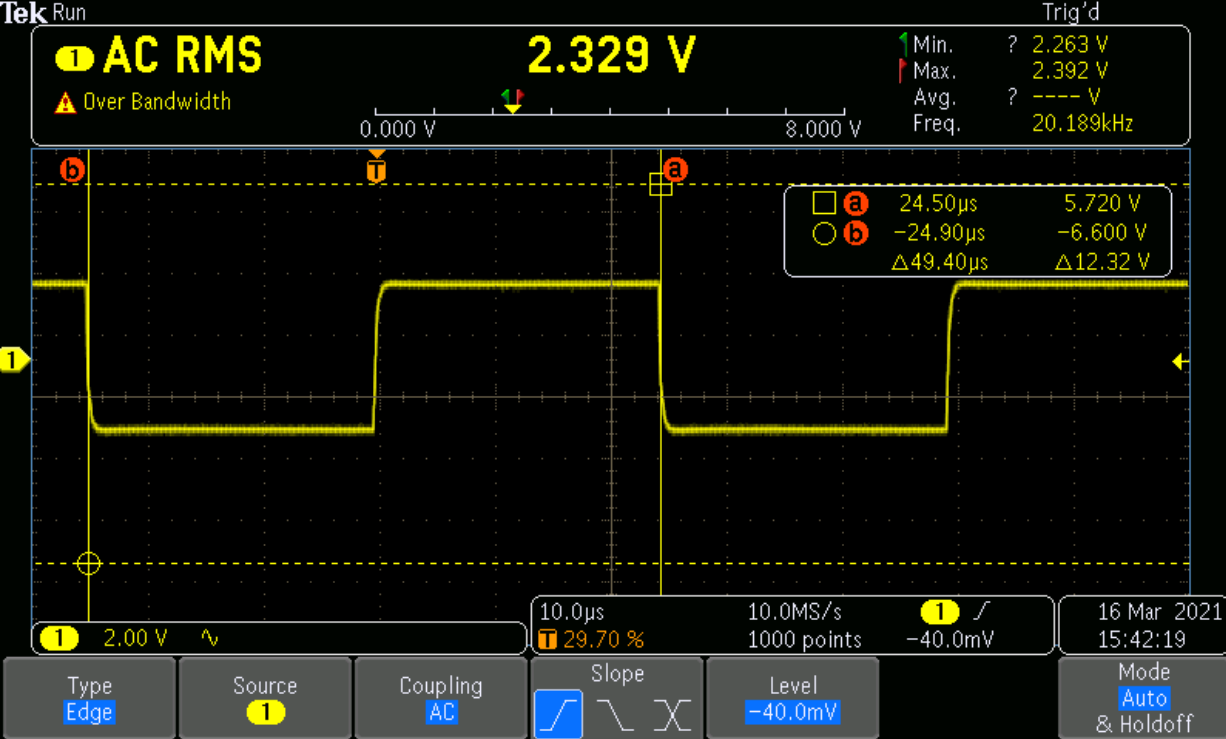 Tek Run Trig'd
1 AC RMS 2.329 V
Over Bandwidth
0.000 V 8.000 V
Min. ? 2.263 V
Max. 2.392 V
Avg. ? ---- V
Freq. 20.189kHz
b T a
a 24.50µs 5.720 V
b -24.90µs -6.600 V
Δ49.40µs Δ12.32 V
1
1 2.00 V
10.0µs 10.0MS/s 1
T 29.70 % 1000 points -40.0mV
16 Mar 2021
15:42:19
Type
Edge
Source
1
Coupling
AC
Slope
Level
-40.0mV
Mode
Auto
& Holdoff